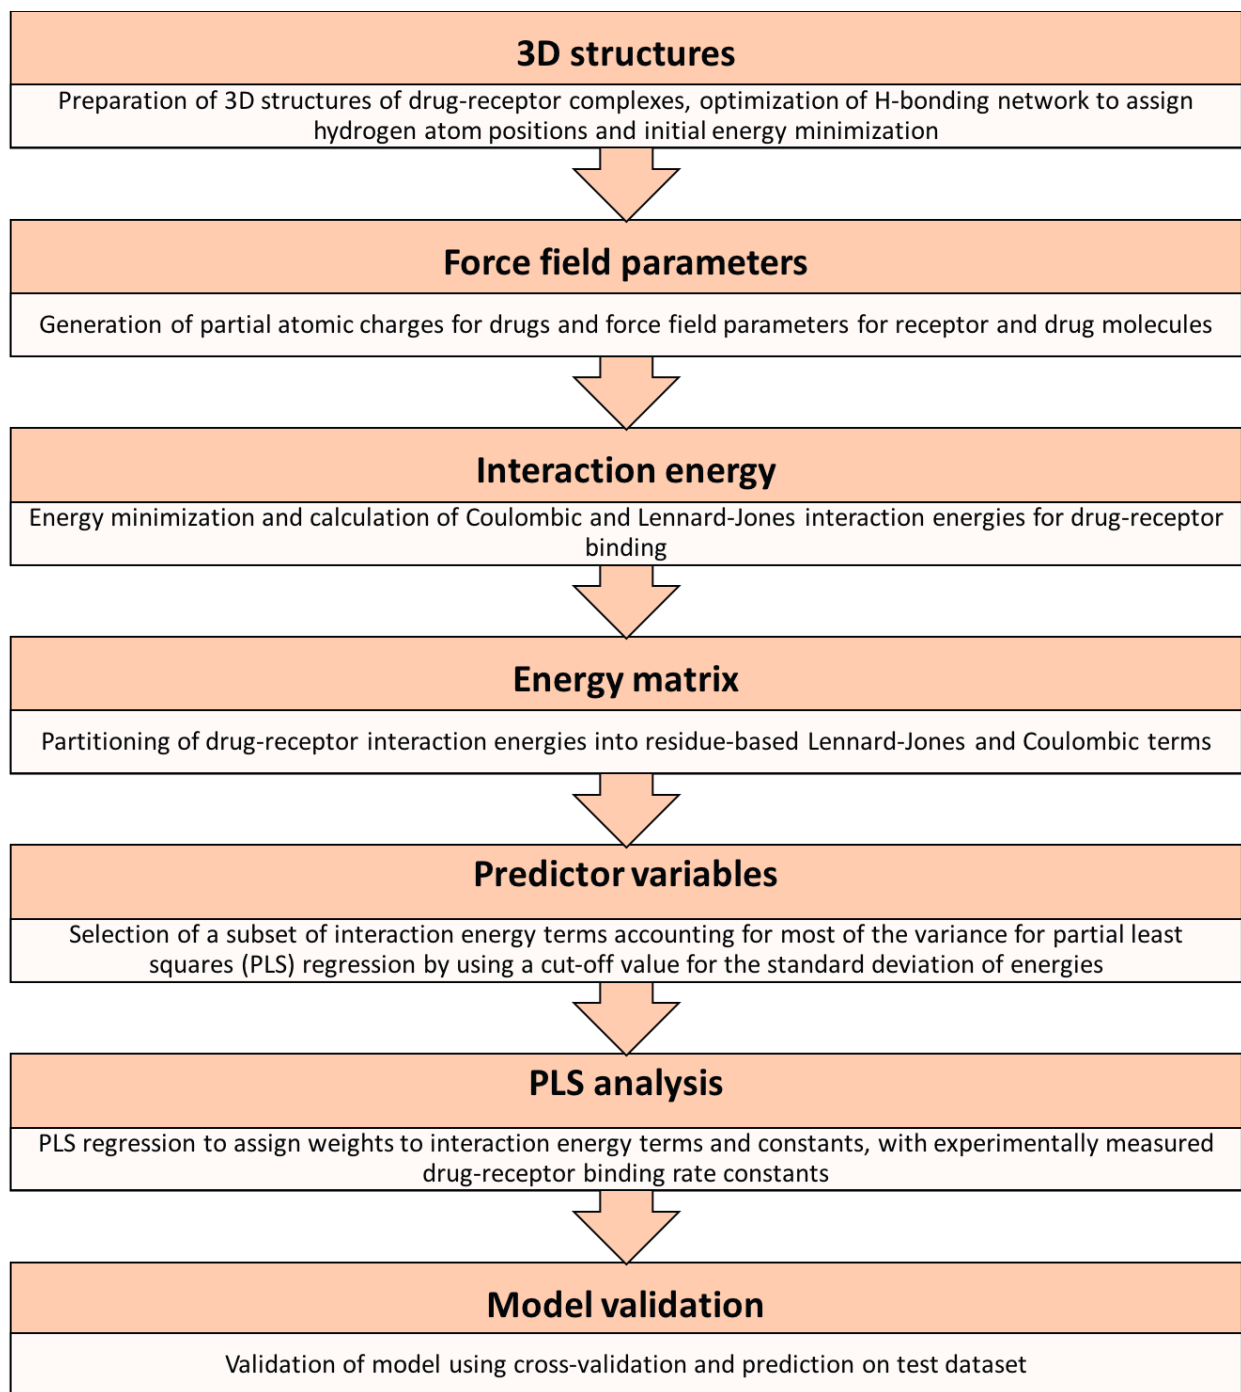 3D structures
Preparation of 3D structures of drug-receptor complexes, optimization of H-bonding network to assign
hydrogen atom positions and initial energy minimization
Force field parameters
Generation of partial atomic charges for drugs and force field parameters for receptor and drug molecules
Interaction energy
Energy minimization and calculation of Coulombic and Lennard-Jones interaction energies for drug-receptor
binding
Energy matrix
Partitioning of drug-receptor interaction energies into residue-based Lennard-Jones and Coulombic terms
Predictor variables
Selection of a subset of interaction energy terms accounting for most of the variance for partial least
squares (PLS) regression by using a cut-off value for the standard deviation of energies
PLS analysis
PLS regression to assign weights to interaction energy terms and constants, with experimentally measured
drug-receptor binding rate constants
Model validation
Validation of model using cross-validation and prediction on test dataset